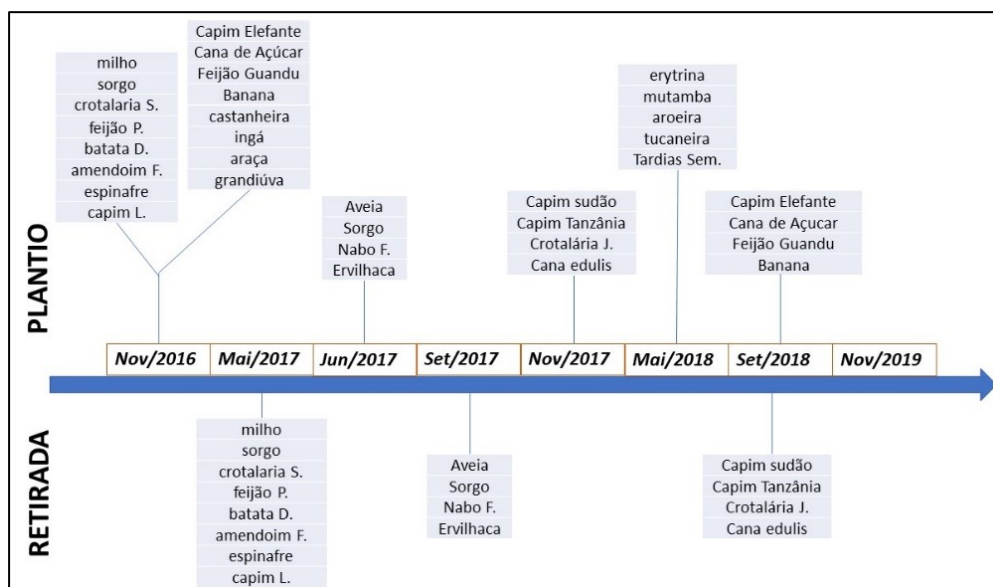 PLANTIO
milho
sorgo
crotalaria S.
feijão P.
batata D.
amendoim F.
espinafre
capim L.
Capim Elefante
Cana de Açúcar
Feijão Guandu
Banana
castanheira
ingá
araça
grandiúva
Aveia
Sorgo
Nabo F.
Ervilhaca
Capim sudão
Capim Tanzânia
Crotalária J.
Cana edulis
erytrina
mutamba
aroeira
tucaneira
Tardias Sem.
Capim Elefante
Cana de Açucar
Feijão Guandu
Banana
Nov/2016 Mai/2017 Jun/2017 Set/2017 Nov/2017 Mai/2018 Set/2018 Nov/2019
RETIRADA
milho
sorgo
crotalaria S.
feijão P.
batata D.
amendoim F.
espinafre
capim L.
Aveia
Sorgo
Nabo F.
Ervilhaca
Capim sudão
Capim Tanzânia
Crotalária J.
Cana edulis